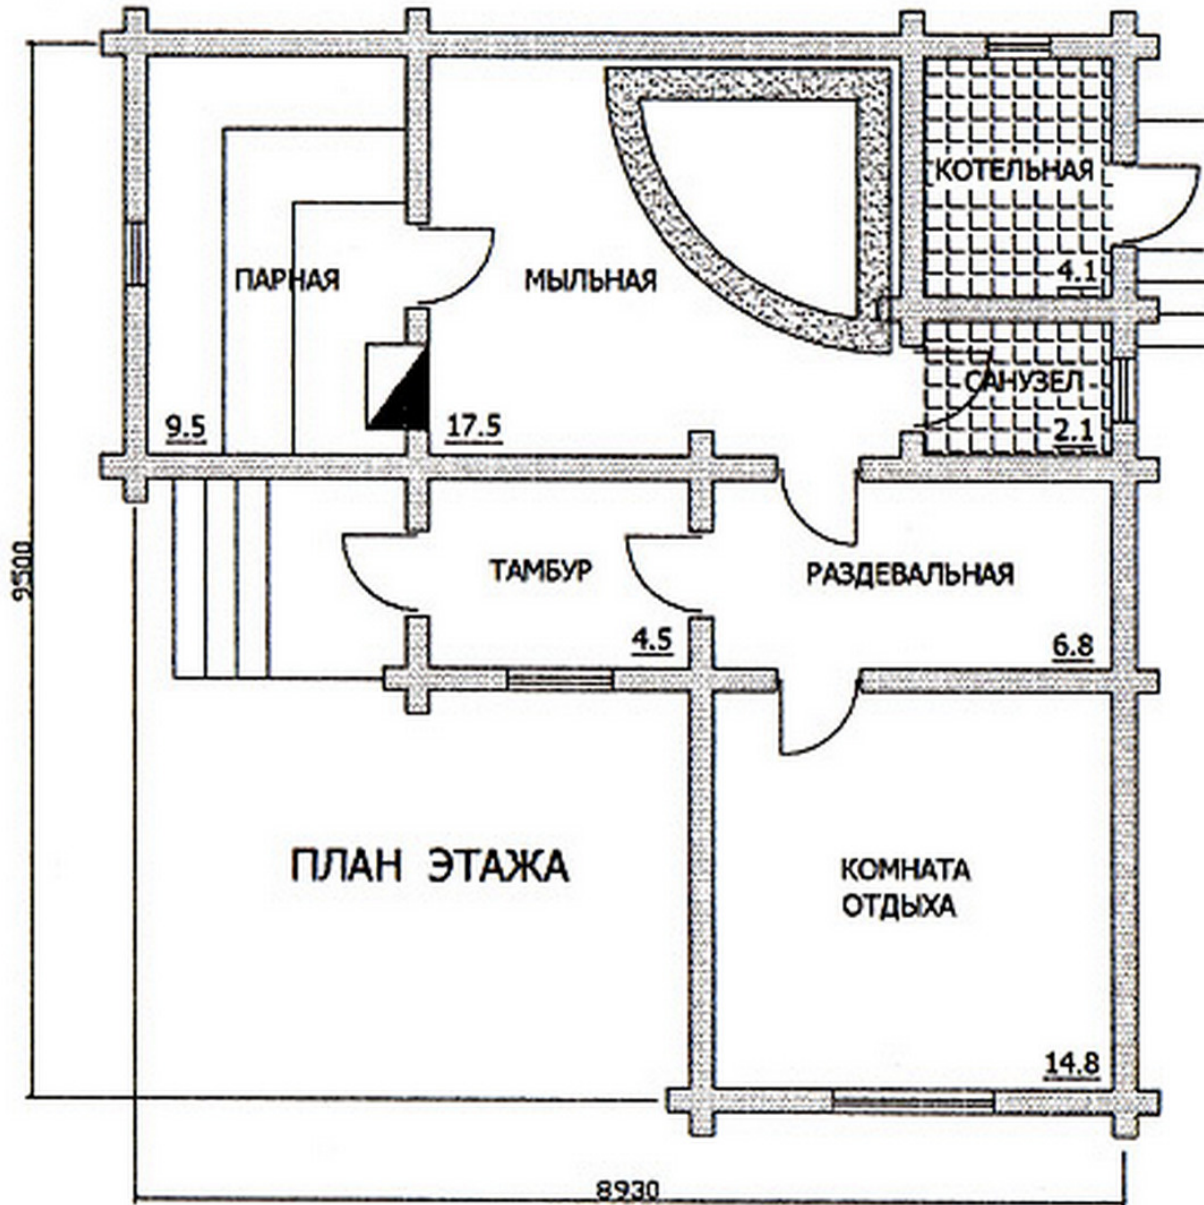 КОТЕЛЬНАЯ
4.1
ПАРНАЯ
МЫЛЬНАЯ
САНУЗЕЛ
9.5
17.5
2.1
9500
ТАМБУР
РАЗДЕВАЛЬНАЯ
4.5
6.8
ПЛАН ЭТАЖА
КОМНАТА
ОТДЫХА
14.8
8930